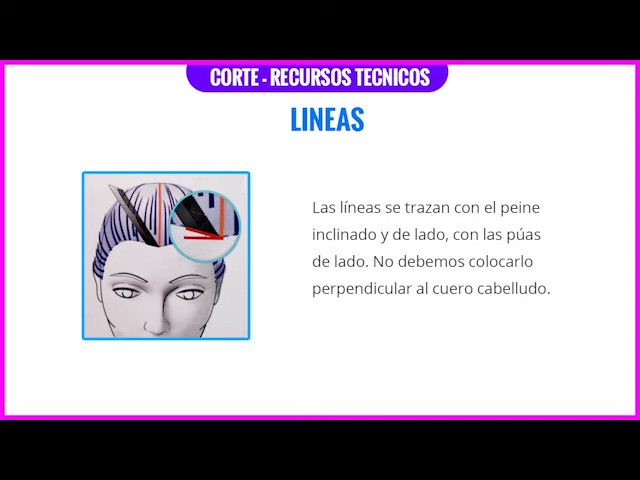 CORTE - RECURSOS TECNICOS
LINEAS
Las líneas se trazan con el peine
inclinado y de lado, con las púas
de lado. No debemos colocarlo
perpendicular al cuero cabelludo.